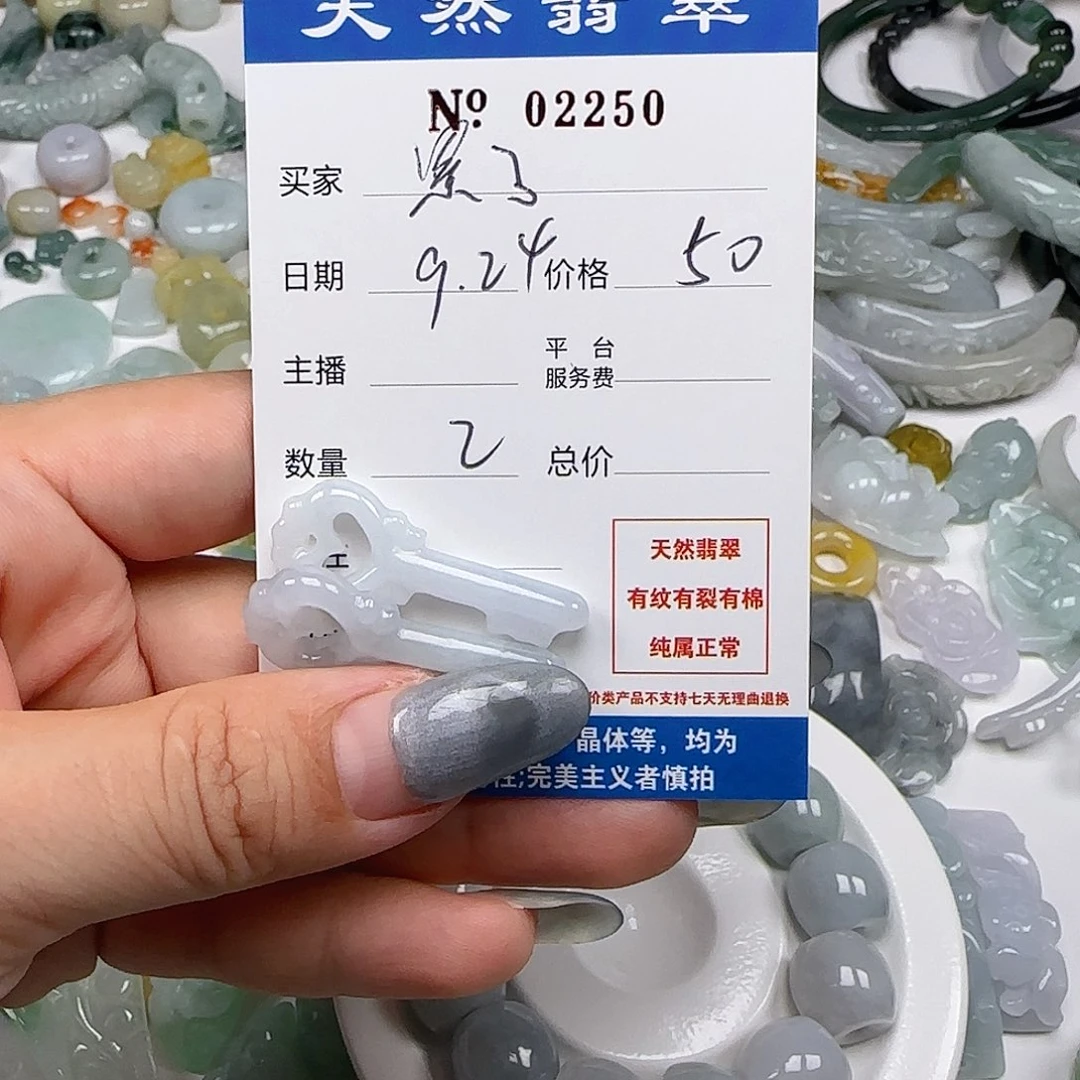 天然翡翠
Nº 02250
买家
日期 9.24 价格 50
主播 平台服务费
数量 2 总价
工
天然翡翠
有纹有裂有棉
纯属正常
价类产品不支持七天无理由退换
晶体等，均为
性;完美主义者慎拍